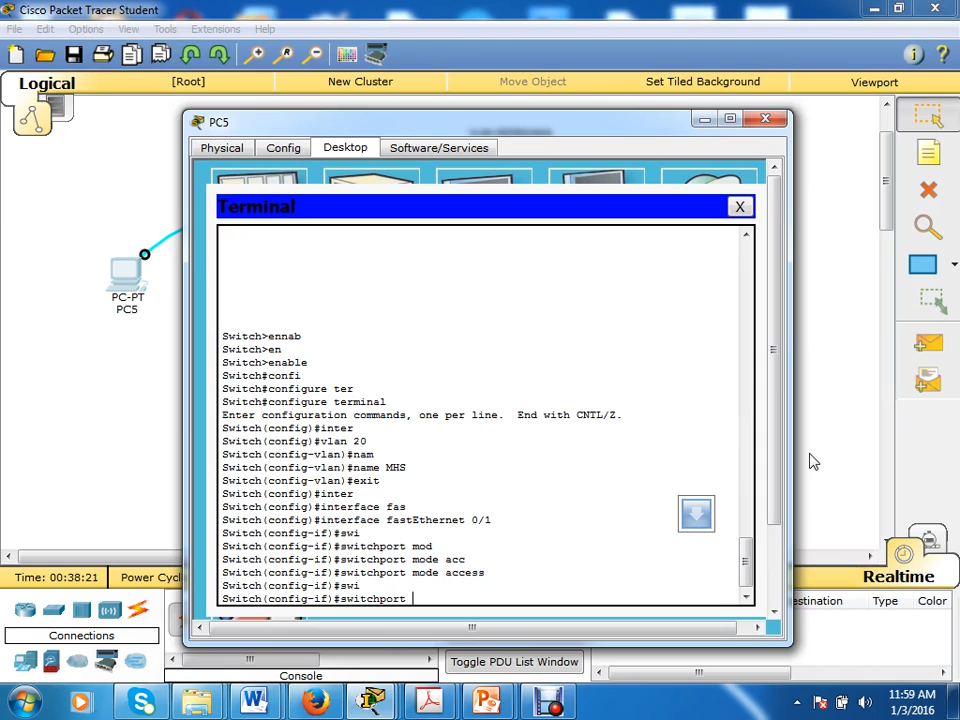 Cisco Packet Tracer Student
File Edit Options View Tools Extensions Help
Logical
[Root] New Cluster Move Object Set Tiled Background Viewport
PC5
Physical Config Desktop Software/Services
Terminal X
Switch>ennab
Switch>en
Switch>enable
Switch#confi
Switch#configure ter
Switch#configure terminal
Enter configuration commands, one per line. End with CNTL/Z.
Switch(config)#inter
Switch(config)#vlan 20
Switch(config-vlan)#nam
Switch(config-vlan)#name MHS
Switch(config-vlan)#exit
Switch(config)#inter
Switch(config)#interface fas
Switch(config)#interface fastEthernet 0/1
Switch(config-if)#swi
Switch(config-if)#switchport mod
Switch(config-if)#switchport mode acc
Switch(config-if)#switchport mode access
Switch(config-if)#swi
Switch(config-if)#switchport
PC-PT
PC5
Time: 00:38:21 Power Cycl
Realtime
Connections
estination Type Color
Toggle PDU List Window
Console
11:59 AM
1/3/2016